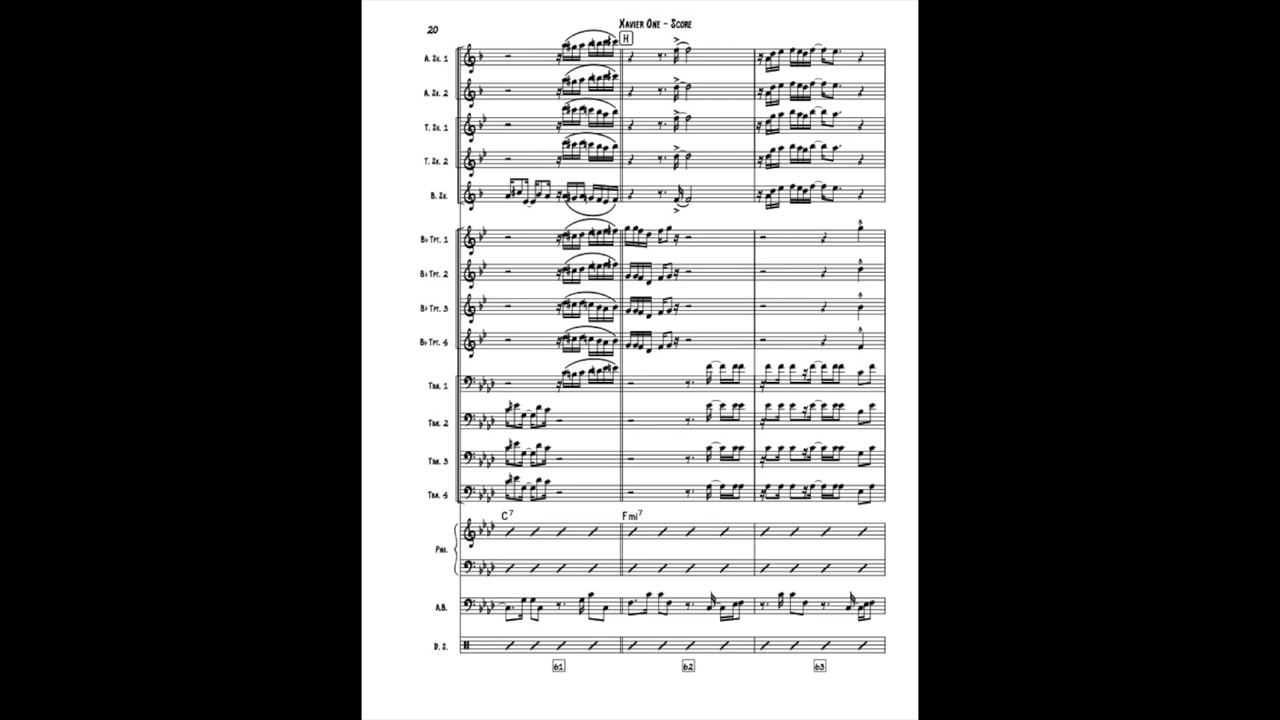 20
Xavier One - Score
H
A. Sx. 1
A. Sx. 2
T. Sx. 1
T. Sx. 2
B. Sx.
B♭ Tpt. 1
B♭ Tpt. 2
B♭ Tpt. 3
B♭ Tpt. 4
Tbn. 1
Tbn. 2
Tbn. 3
Tbn. 4
C7 Fmi7
Pno.
A.B.
D. S.
61 62 63